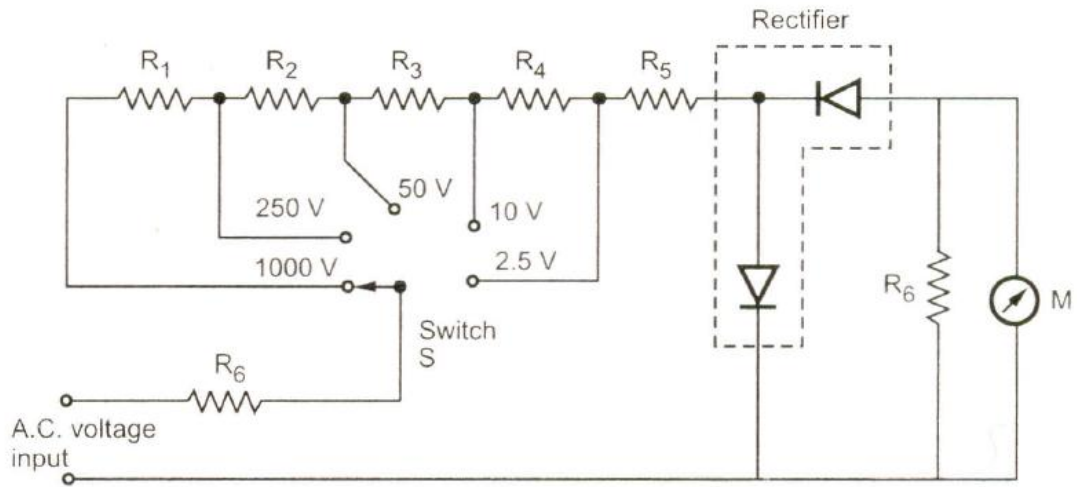 Rectifier
R1 R2 R3 R4 R5
50 V
250 V 10 V
1000 V 2.5 V
R6 M
Switch
S
R6
A.C. voltage
input